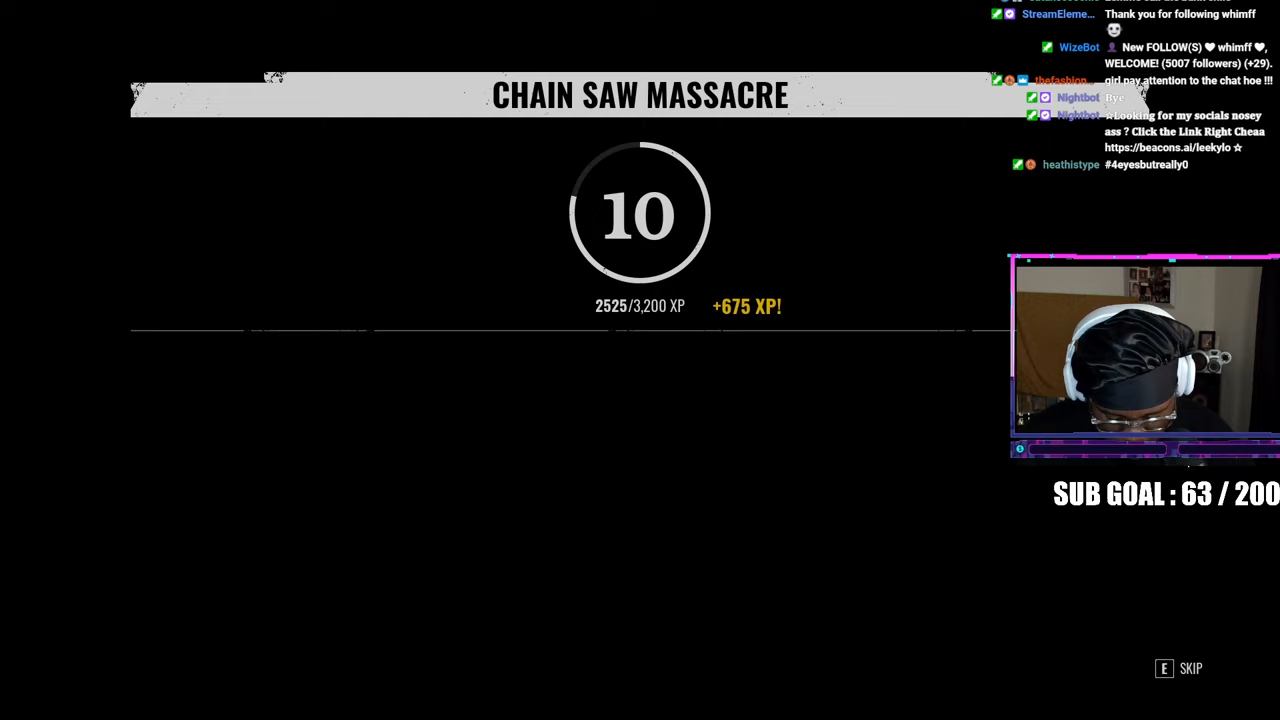 StreamEleme... Thank you for following whimff
WizeBot 👤 New FOLLOW(S) ♥ whimff ♥,
WELCOME! (5007 followers) (+29).
thefashion... girl pay attention to the chat hoe !!!
Nightbot Bye
Nightbot ☆Looking for my socials nosey
ass ? Click the Link Right Cheaa
https://beacons.ai/leekylo ☆
heathistype #4eyesbutreally0
CHAIN SAW MASSACRE
10
2525/3,200 XP +675 XP!
SUB GOAL : 63 / 200
E SKIP